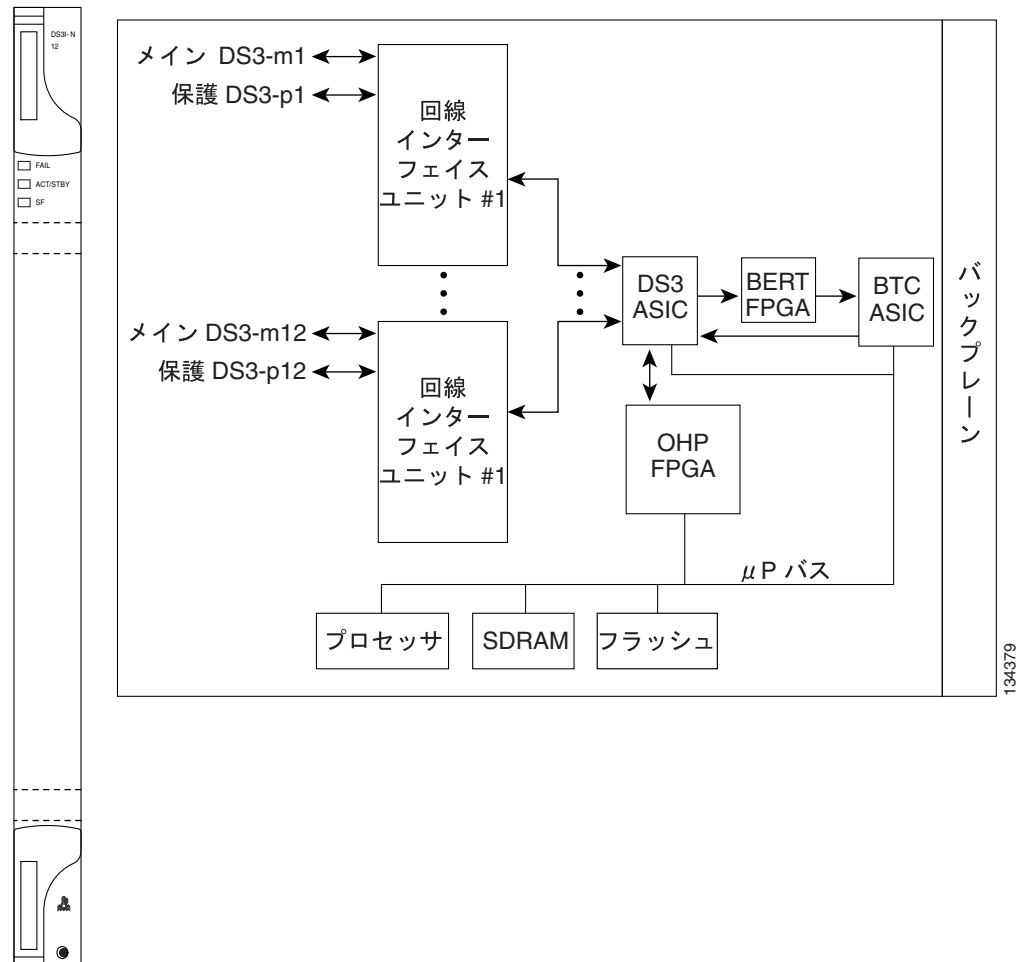 DS3I- N
12
FAIL
ACT/STBY
SF
メイン DS3-m1
保護 DS3-p1
回線
インター
フェイス
ユニット #1
メイン DS3-m12
保護 DS3-p12
回線
インター
フェイス
ユニット #1
DS3
ASIC
BERT
FPGA
BTC
ASIC
OHP
FPGA
μP バス
プロセッサ
SDRAM
フラッシュ
バックプレーン
134379